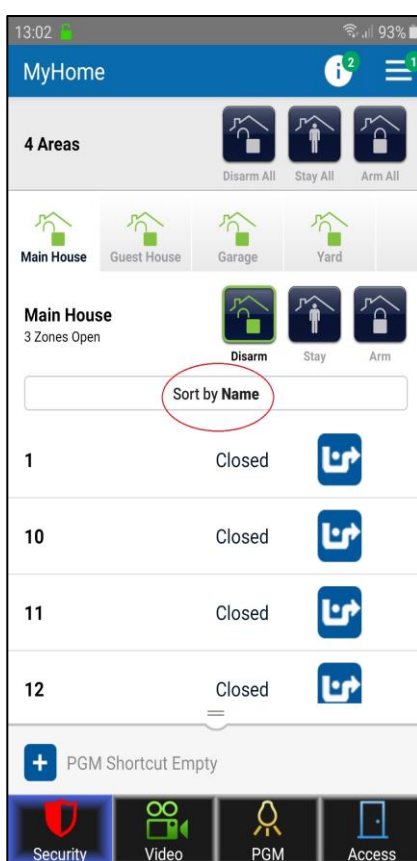 13:02 93%
MyHome i 2 1
4 Areas
Disarm All Stay All Arm All
Main House Guest House Garage Yard
Main House
3 Zones Open
Disarm Stay Arm
Sort by Name
1 Closed
10 Closed
11 Closed
12 Closed
+ PGM Shortcut Empty
Security Video PGM Access